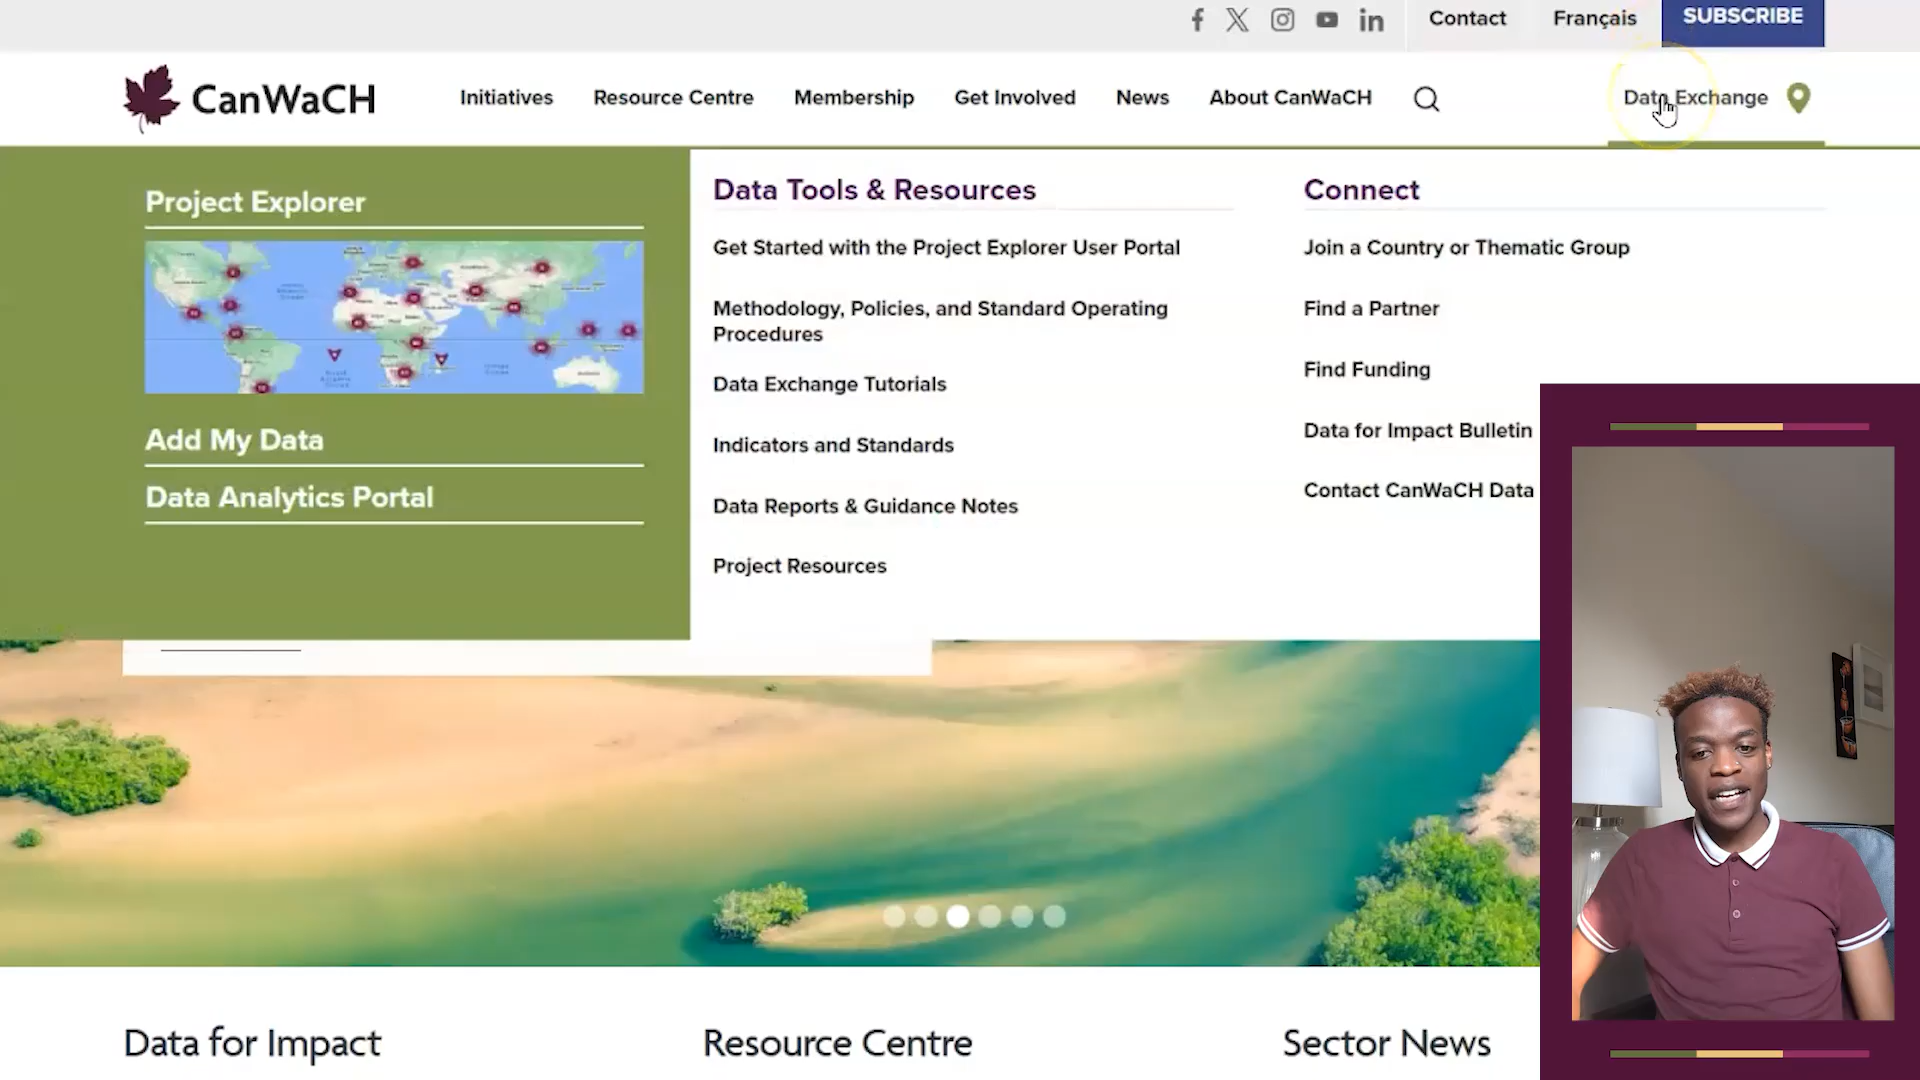 Contact
Français
SUBSCRIBE
CanWaCH
Initiatives
Resource Centre
Membership
Get Involved
News
About CanWaCH
Data Exchange
Project Explorer
Add My Data
Data Analytics Portal
Data Tools & Resources
Get Started with the Project Explorer User Portal
Methodology, Policies, and Standard Operating
Procedures
Data Exchange Tutorials
Indicators and Standards
Data Reports & Guidance Notes
Project Resources
Connect
Join a Country or Thematic Group
Find a Partner
Find Funding
Data for Impact Bulletin
Contact CanWaCH Data
Data for Impact
Resource Centre
Sector News